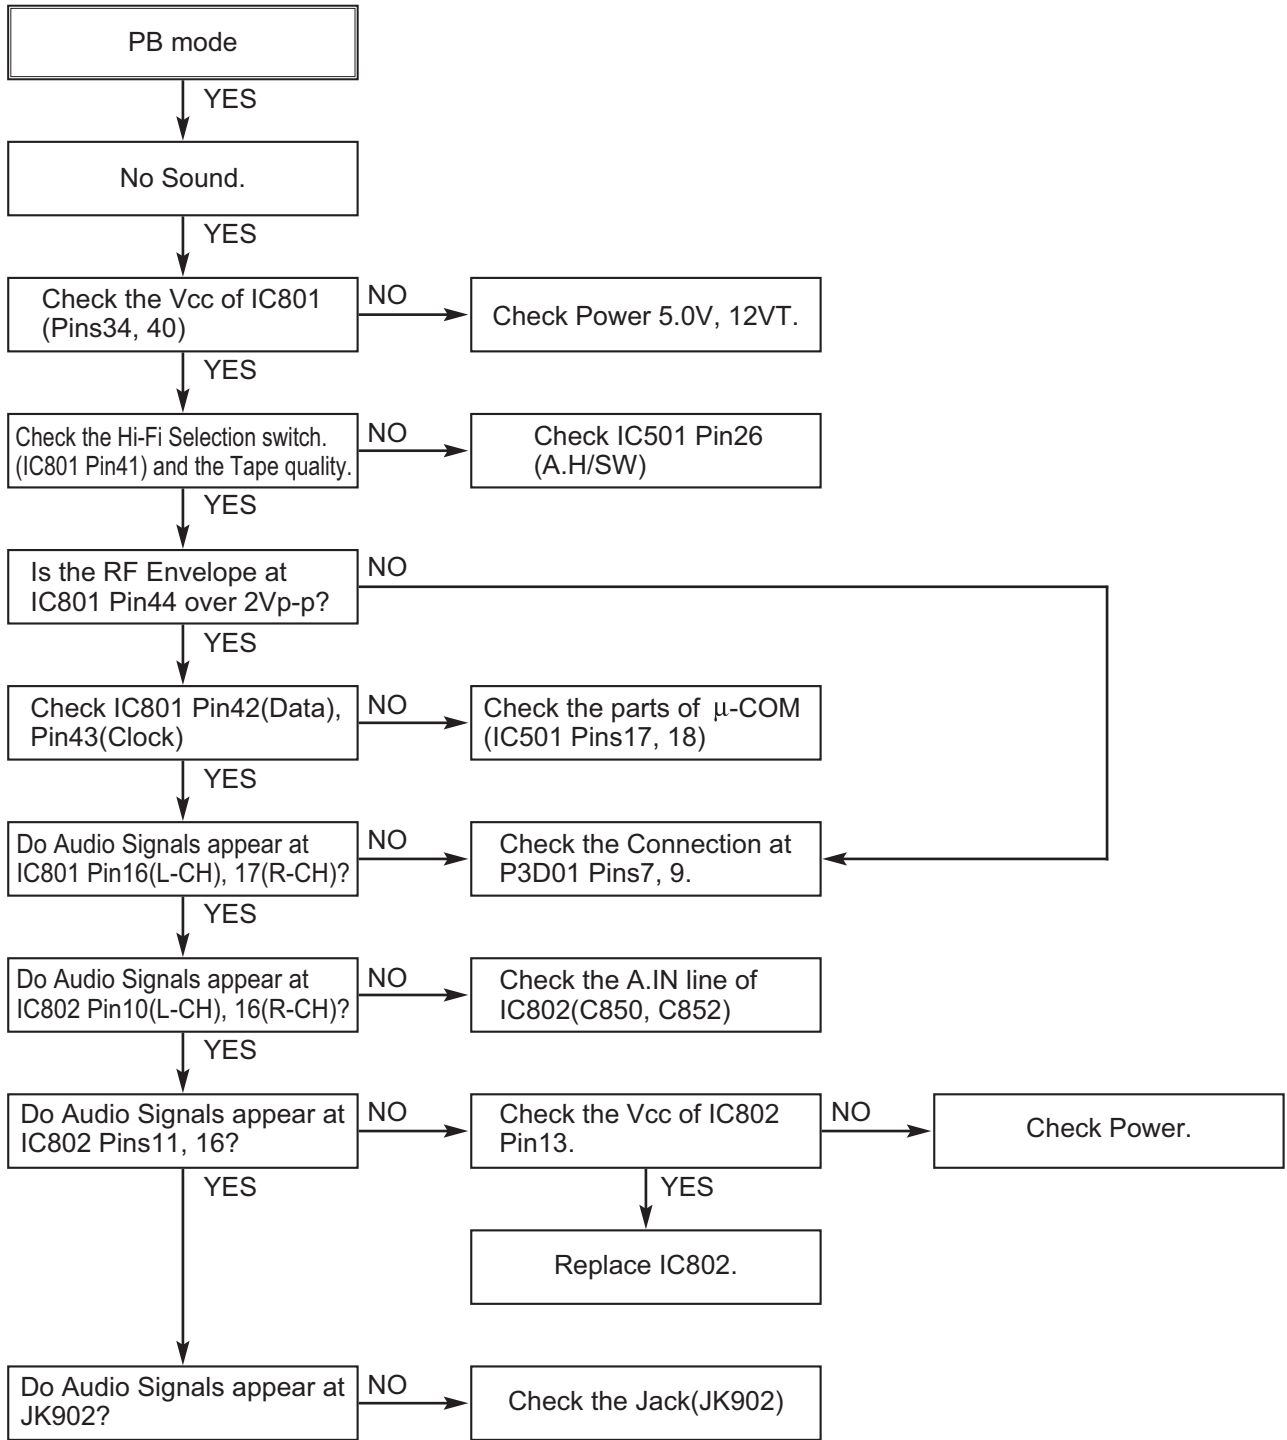 PB mode
YES
No Sound.
YES
Check the Vcc of IC801
(Pins34, 40)
NO
Check Power 5.0V, 12VT.
YES
Check the Hi-Fi Selection switch.
(IC801 Pin41) and the Tape quality.
NO
Check IC501 Pin26
(A.H/SW)
YES
Is the RF Envelope at
IC801 Pin44 over 2Vp-p?
NO
YES
Check IC801 Pin42(Data),
Pin43(Clock)
NO
Check the parts of μ-COM
(IC501 Pins17, 18)
YES
Do Audio Signals appear at
IC801 Pin16(L-CH), 17(R-CH)?
NO
Check the Connection at
P3D01 Pins7, 9.
YES
Do Audio Signals appear at
IC802 Pin10(L-CH), 16(R-CH)?
NO
Check the A.IN line of
IC802(C850, C852)
YES
Do Audio Signals appear at
IC802 Pins11, 16?
NO
Check the Vcc of IC802
Pin13.
NO
Check Power.
YES
YES
Replace IC802.
Do Audio Signals appear at
JK902?
NO
Check the Jack(JK902)